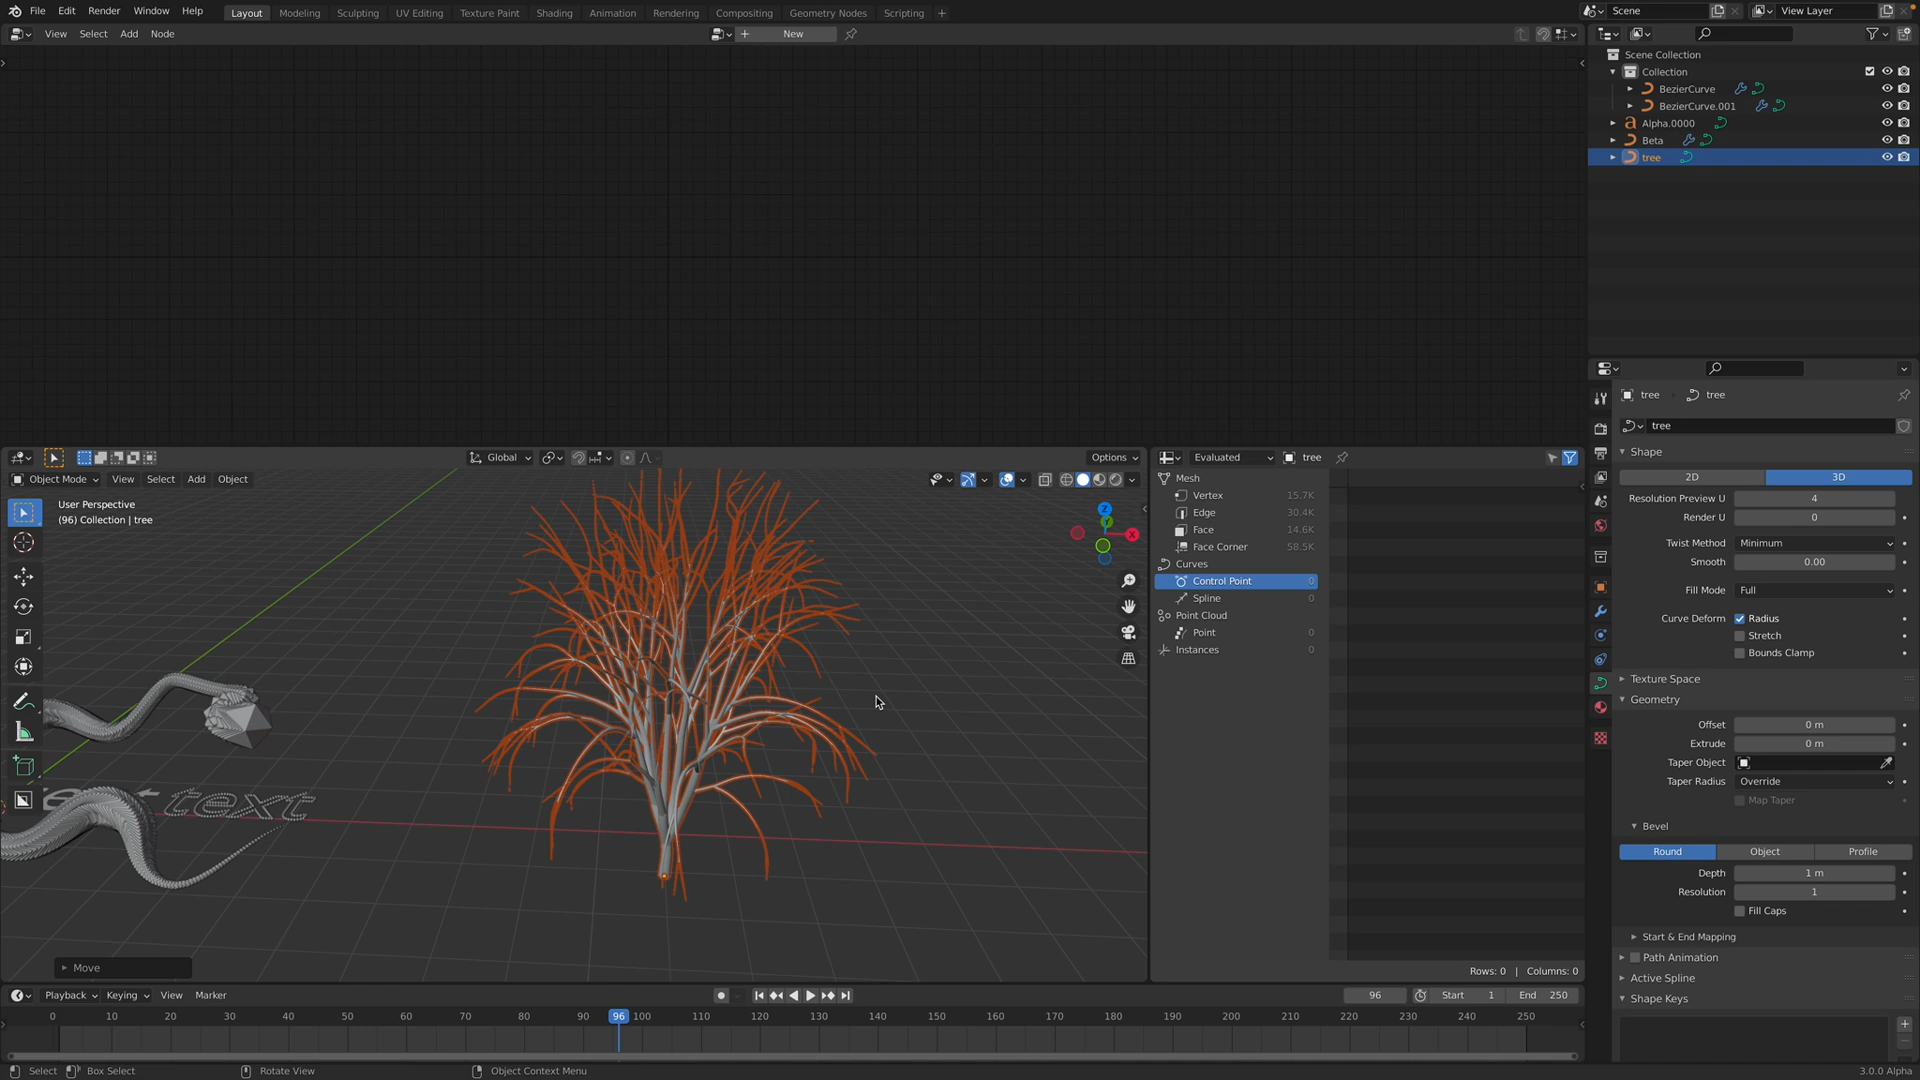 File Edit Render Window Help Layout Modeling Sculpting UV Editing Texture Paint Shading Animation Rendering Compositing Geometry Nodes Scripting + Scene View Layer
View Select Add Node New
Scene Collection
Collection
BezierCurve
BezierCurve.001
Alpha.0000
Beta
tree
tree tree
tree
Shape
2D 3D
Resolution Preview U 4
Render U 0
Twist Method Minimum
Smooth 0.00
Fill Mode Full
Curve Deform Radius
Stretch
Bounds Clamp
Texture Space
Geometry
Offset 0 m
Extrude 0 m
Taper Object
Taper Radius Override
Map Taper
Bevel
Round Object Profile
Depth 1 m
Resolution 1
Fill Caps
Start & End Mapping
Path Animation
Active Spline
Shape Keys
Global Options
Object Mode View Select Add Object
User Perspective
(96) Collection | tree
Z
Y
X
text
Move
Evaluated tree
Mesh
Vertex 15.7K
Edge 30.4K
Face 14.6K
Face Corner 58.5K
Curves
Control Point 0
Spline 0
Point Cloud
Point 0
Instances 0
Rows: 0 | Columns: 0
Playback Keying View Marker 96 Start 1 End 250
0 10 20 30 40 50 60 70 80 90 96 100 110 120 130 140 150 160 170 180 190 200 210 220 230 240 250
Select Box Select Rotate View Object Context Menu 3.0.0 Alpha